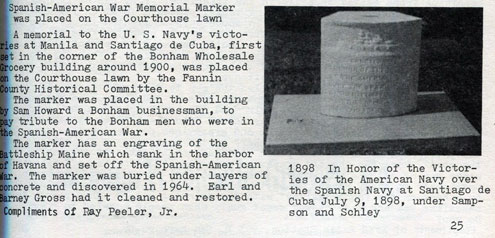 Spanish-American War Memorial Marker
was placed on the Courthouse lawn
A memorial to the U. S. Navy's victo-
ries at Manila and Santiago de Cuba, first
set in the corner of the Bonham Wholesale
Grocery building around 1900, was placed
on the Courthouse lawn by the Fannin
County Historical Committee.
The marker was placed in the building
by Sam Howard a Bonham businessman, to
pay tribute to the Bonham men who were in
the Spanish-American War.
The marker has an engraving of the
Battleship Maine which sank in the harbor
of Havana and set off the Spanish-American
War. The marker was buried under layers of
concrete and discovered in 1964. Earl and
Barney Gross had it cleaned and restored.
Compliments of Ray Peeler, Jr.
1898 In Honor of the Victor-
ies of the American Navy over
the Spanish Navy at Santiago de
Cuba July 9, 1898, under Samp-
son and Schley
25